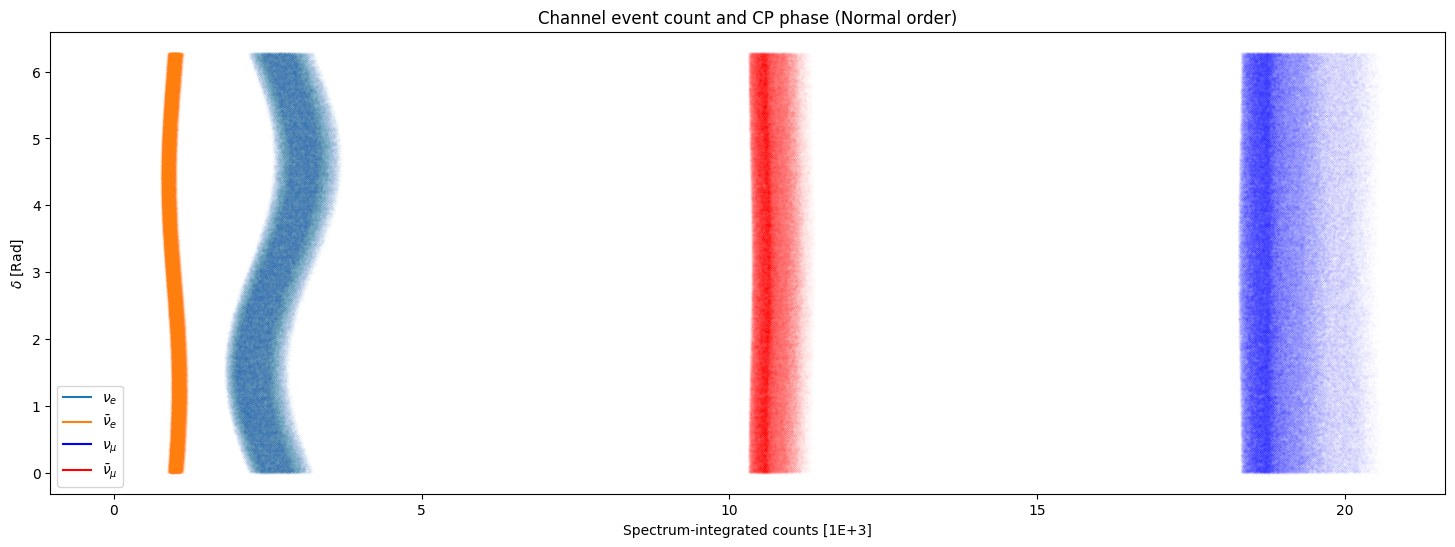 Channel event count and CP phase (Normal order)
6
5
4
3
2
1
0
δ [Rad]
ν_e
ν̄_e
ν_μ
ν̄_μ
0 5 10 15 20
Spectrum-integrated counts [1E+3]